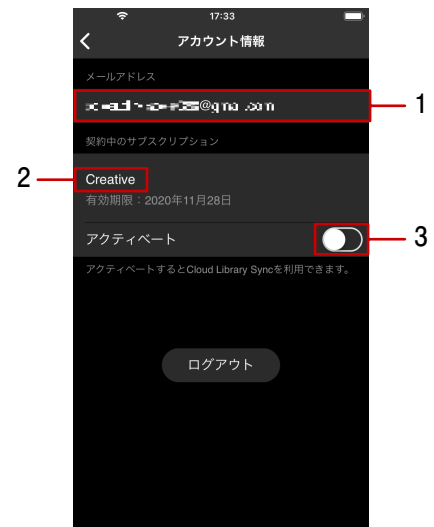 17:33
アカウント情報
メールアドレス
@gmail.com
1
契約中のサブスクリプション
2
Creative
有効期限：2020年11月28日
アクティベート
3
アクティベートするとCloud Library Syncを利用できます。
ログアウト